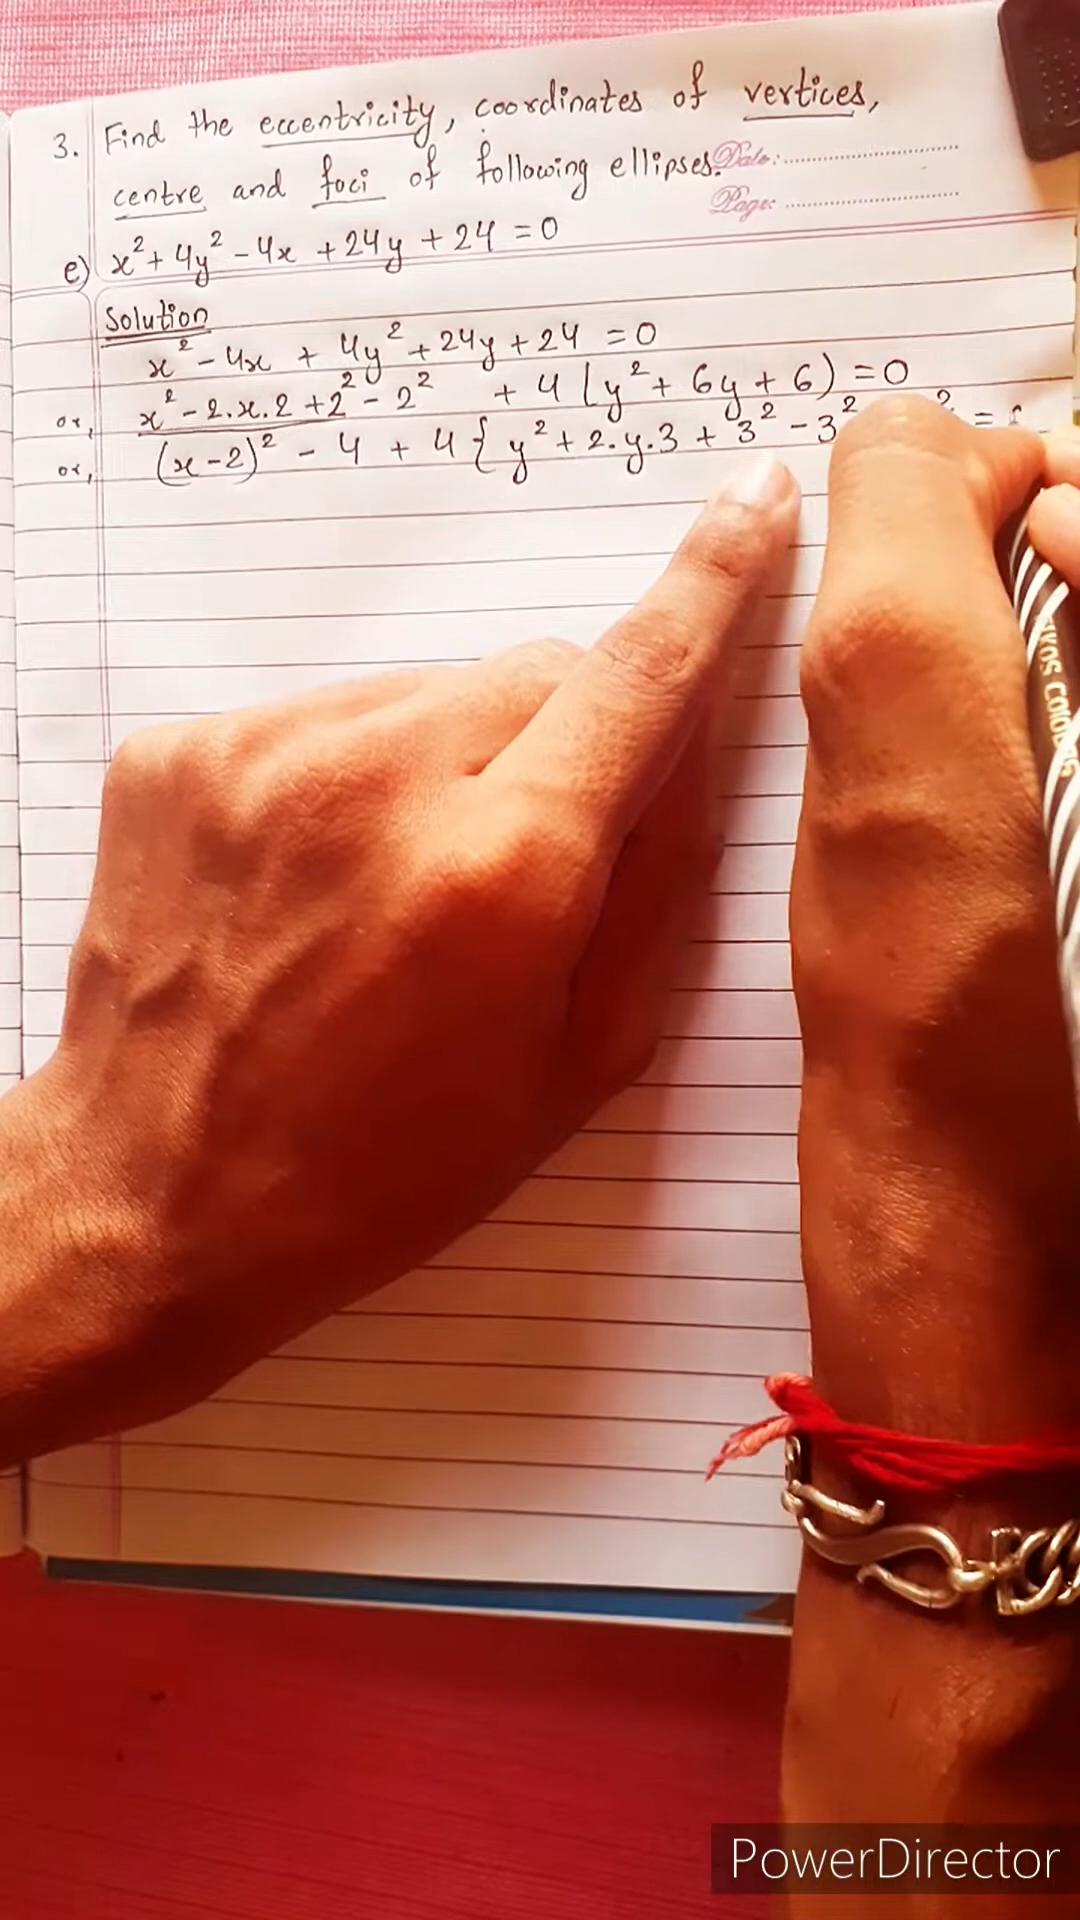 3. Find the eccentricity, coordinates of vertices,
centre and foci of following ellipses.
Date:
Page:
e) x² + 4y² - 4x + 24y + 24 = 0
Solution
x² - 4x + 4y² + 24y + 24 = 0
or, x² - 2.x.2 + 2² - 2² + 4(y² + 6y + 6) = 0
or, (x-2)² - 4 + 4{y² + 2.y.3 + 3² - 3²
KOS COLO
PowerDirector